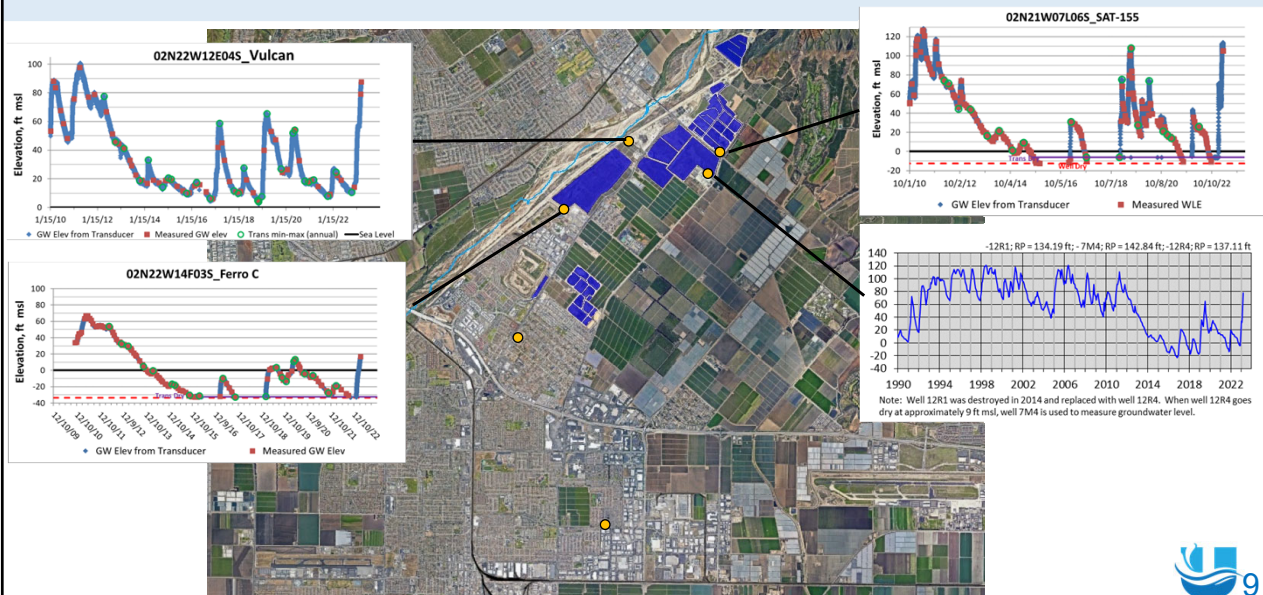 02N22W12E04S_Vulcan
Elevation, ft msl
100
80
60
40
20
0
1/15/10 1/15/12 1/15/14 1/15/16 1/15/18 1/15/20 1/15/22
GW Elev from Transducer Measured GW elev Trans min-max (annual) Sea Level
02N22W14F03S_Ferro C
Elevation, ft msl
100
80
60
40
20
0
-20
-40
Trans Dry
12/10/09 12/10/10 12/10/11 12/9/12 12/10/13 12/10/14 12/10/15 12/9/16 12/10/17 12/10/18 12/10/19 12/9/20 12/10/21 12/10/22
GW Elev from Transducer Measured GW Elev
02N21W07L06S_SAT-155
Elevation, ft msl
120
100
80
60
40
20
0
-20
Trans Dry
Well Dry
10/1/10 10/2/12 10/4/14 10/5/16 10/7/18 10/8/20 10/10/22
GW Elev from Transducer Measured WLE
-12R1; RP = 134.19 ft; - 7M4; RP = 142.84 ft; -12R4; RP = 137.11 ft
140
120
100
80
60
40
20
0
-20
-40
1990 1994 1998 2002 2006 2010 2014 2018 2022
Note: Well 12R1 was destroyed in 2014 and replaced with well 12R4. When well 12R4 goes
dry at approximately 9 ft msl, well 7M4 is used to measure groundwater level.
9